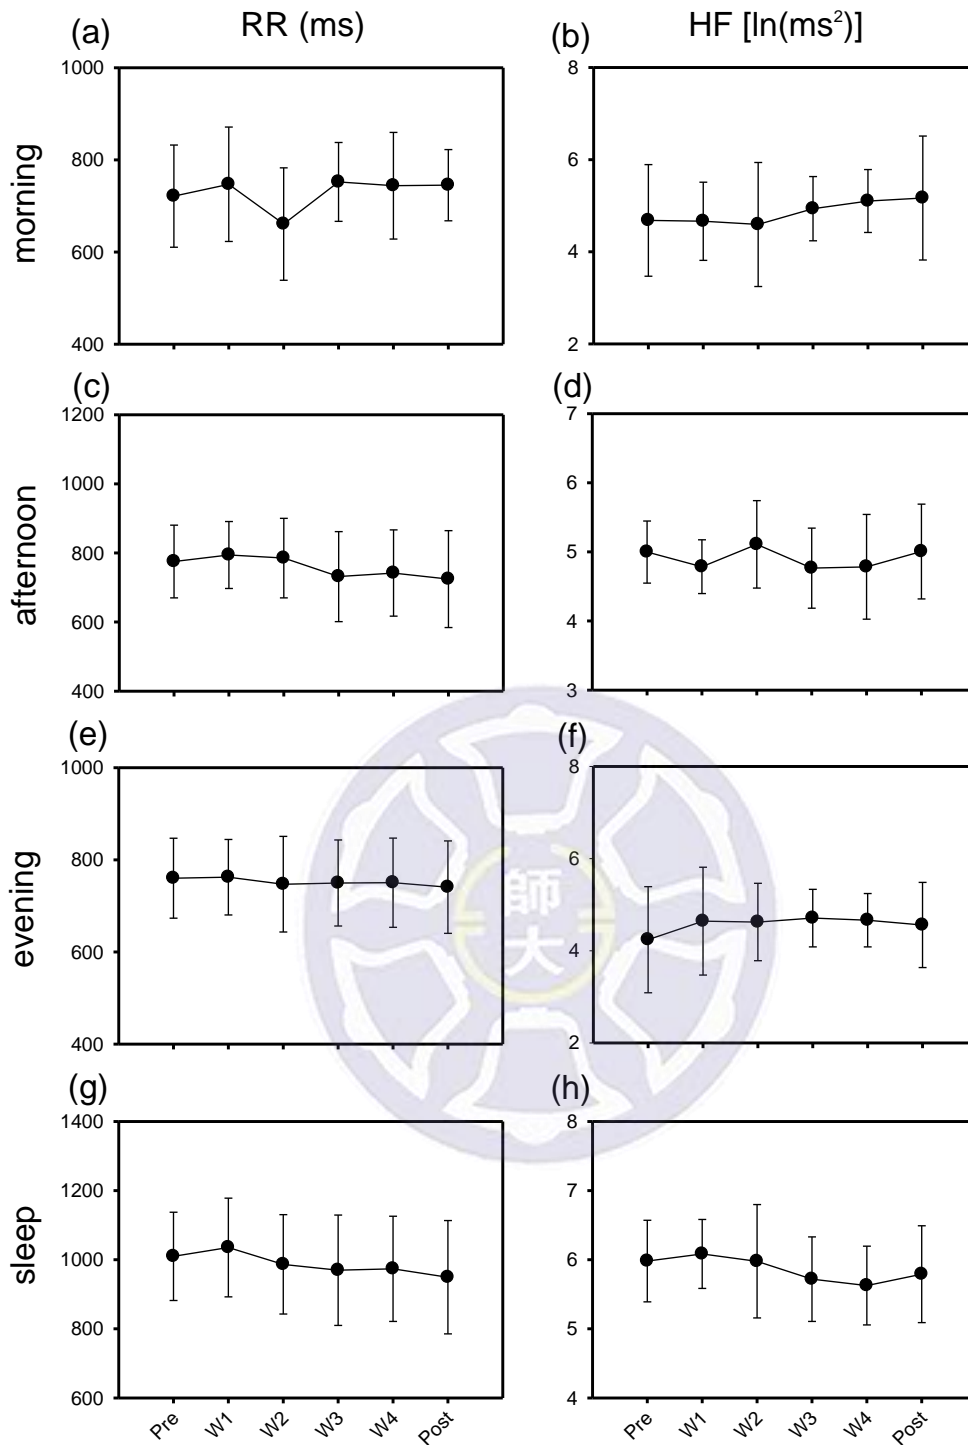 (a) RR (ms)
(b) HF [ln(ms²)]
morning
1000
800
600
400
8
6
4
2
(c)
(d)
afternoon
1200
1000
800
600
400
7
6
5
4
3
(e)
(f)
evening
1000
800
600
400
8
6
4
2
師
大
(g)
(h)
sleep
1400
1200
1000
800
600
8
7
6
5
4
Pre W1 W2 W3 W4 Post
Pre W1 W2 W3 W4 Post